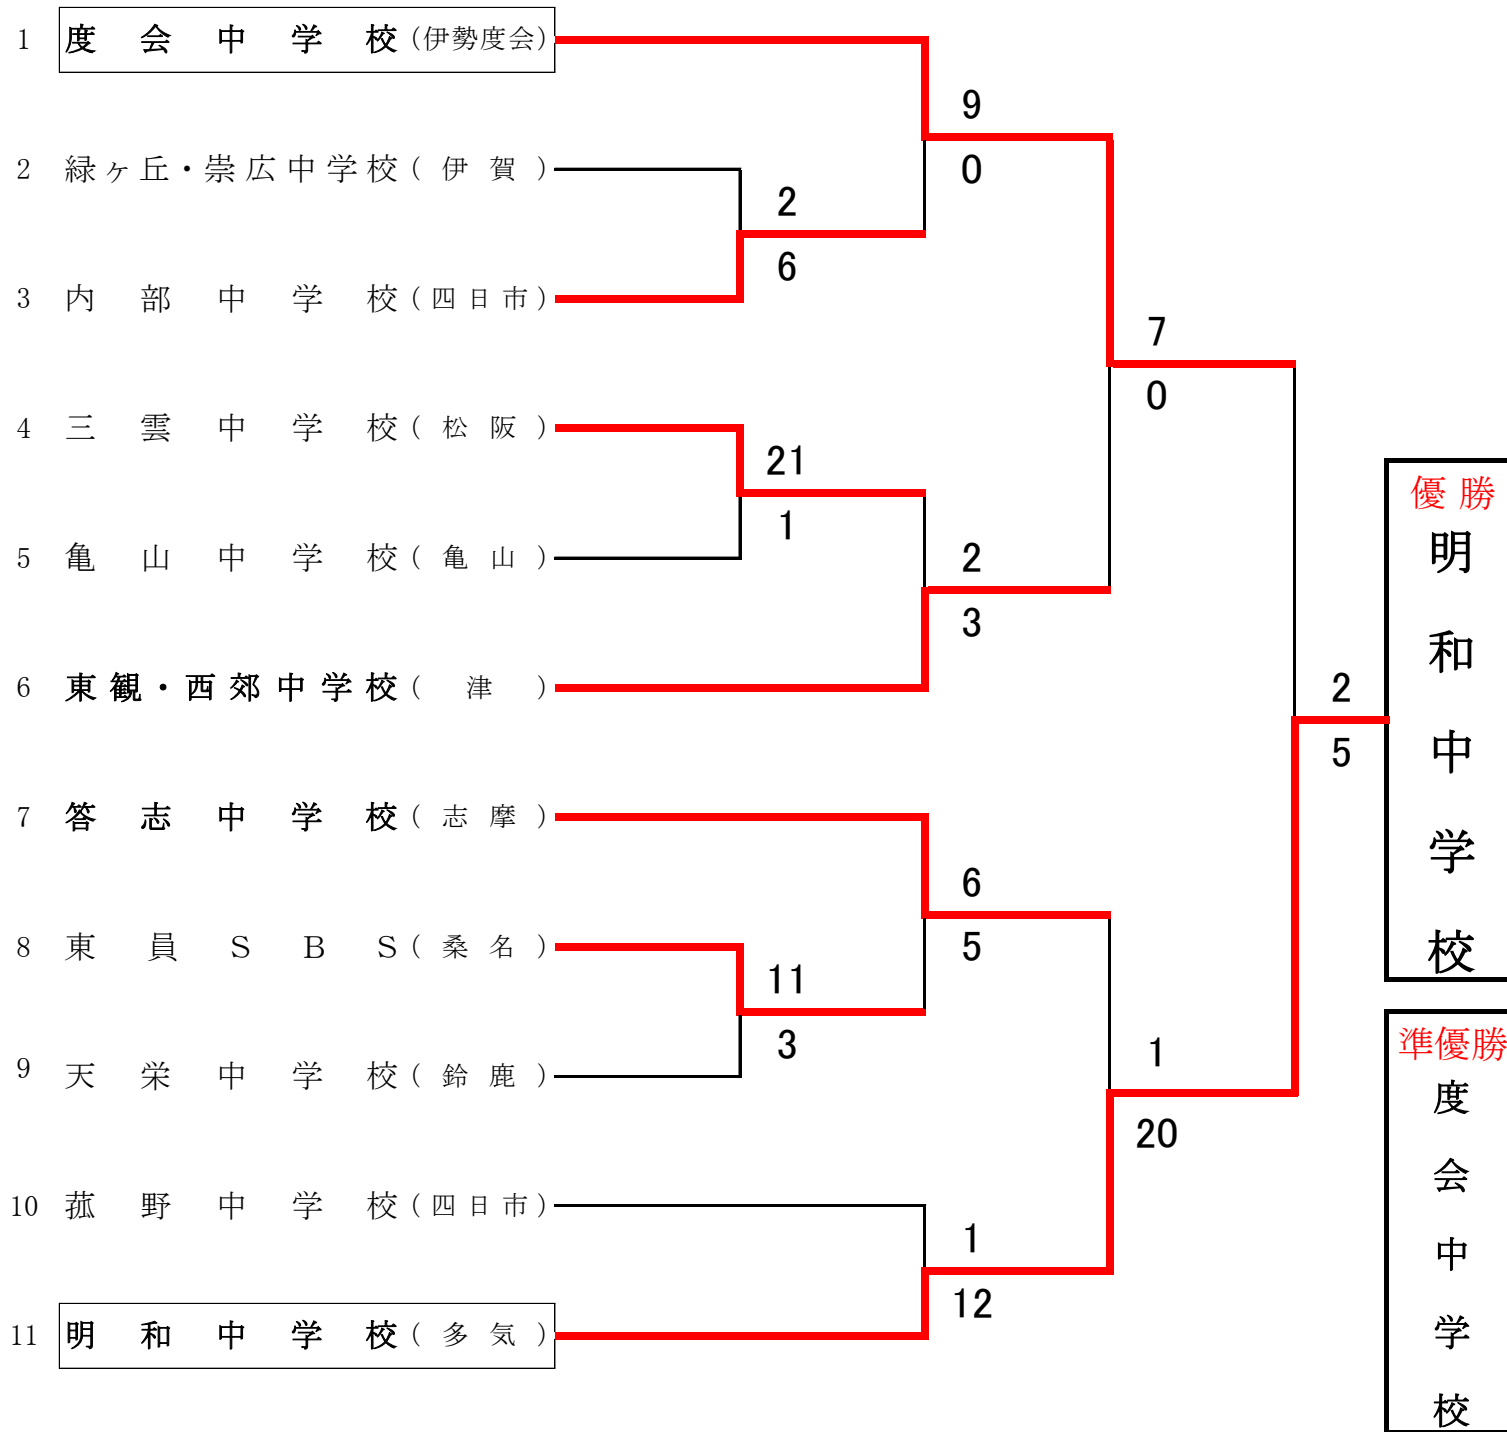 1 度会中学校(伊勢度会)
9
0
2 緑ヶ丘・崇広中学校(伊賀)
2
6
3 内部中学校(四日市)
7
0
4 三雲中学校(松阪)
21
1
5 亀山中学校(亀山)
2
3
6 東観・西郊中学校(津)
2
5
優勝
明和中学校
7 答志中学校(志摩)
6
5
8 東員SBS(桑名)
11
3
9 天栄中学校(鈴鹿)
1
20
準優勝
度会中学校
10 菰野中学校(四日市)
1
12
11 明和中学校(多気)